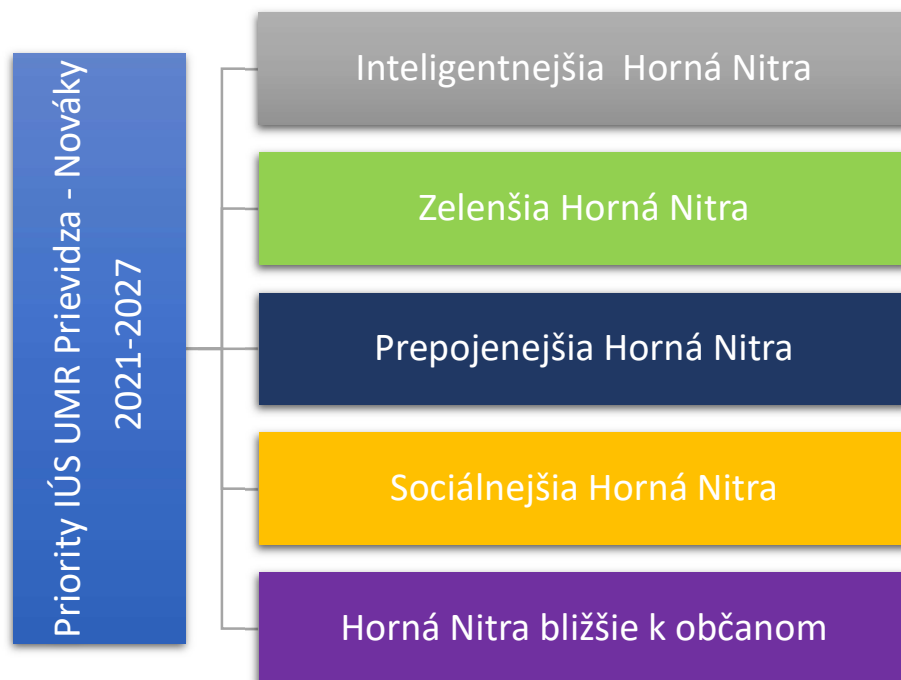 Priority IÚS UMR Prievidza - Nováky
2021-2027
Inteligentnejšia Horná Nitra
Zelenšia Horná Nitra
Prepojenejšia Horná Nitra
Sociálnejšia Horná Nitra
Horná Nitra bližšie k občanom